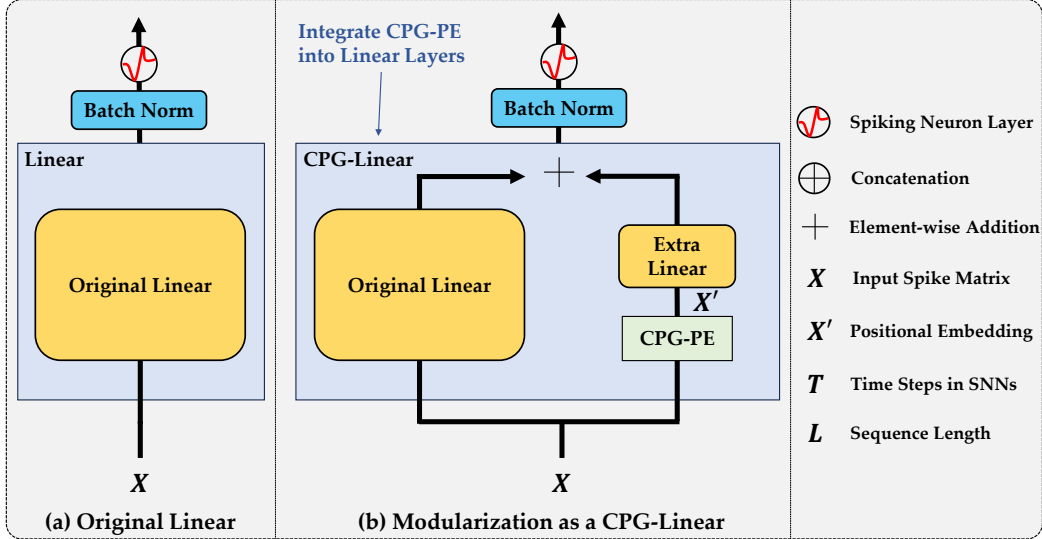 Batch Norm
Linear
Original Linear
X
(a) Original Linear
Integrate CPG-PE
into Linear Layers
Batch Norm
CPG-Linear
Original Linear
Extra
Linear
X′
CPG-PE
X
(b) Modularization as a CPG-Linear
Spiking Neuron Layer
Concatenation
Element-wise Addition
X Input Spike Matrix
X′ Positional Embedding
T Time Steps in SNNs
L Sequence Length